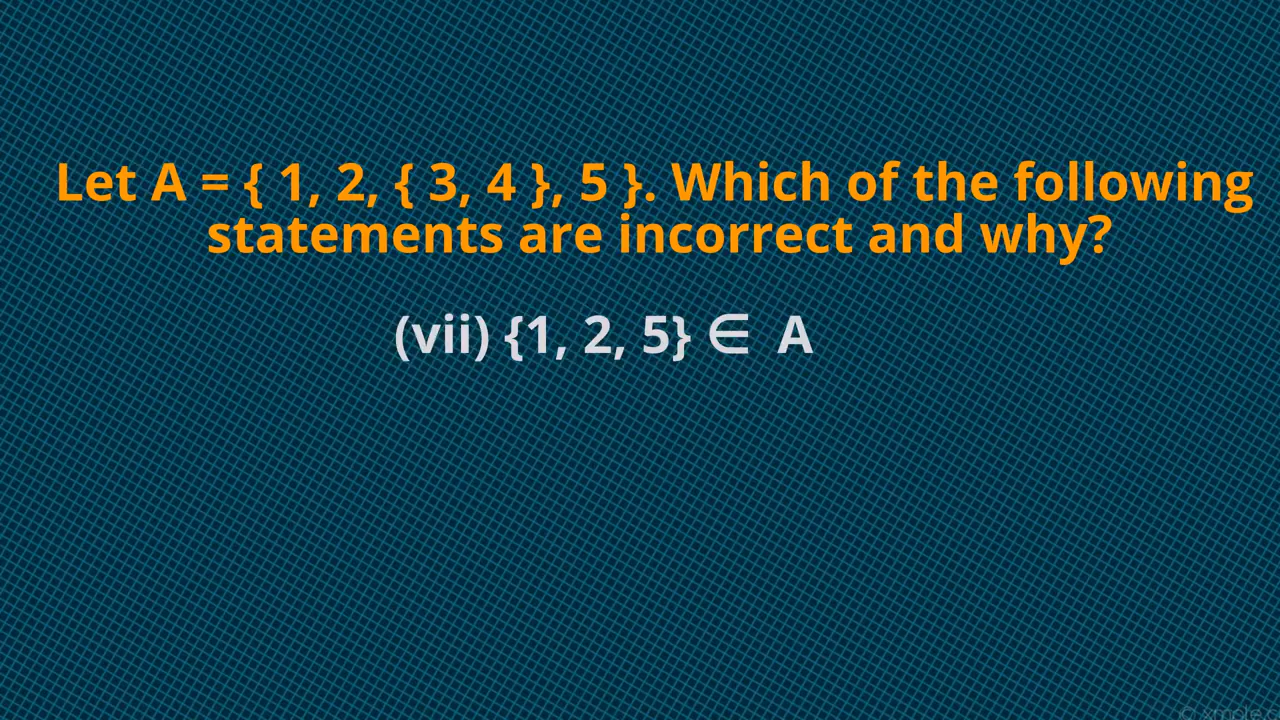 Let A = { 1, 2, { 3, 4 }, 5 }. Which of the following
statements are incorrect and why?
(vii) {1, 2, 5} ∈ A